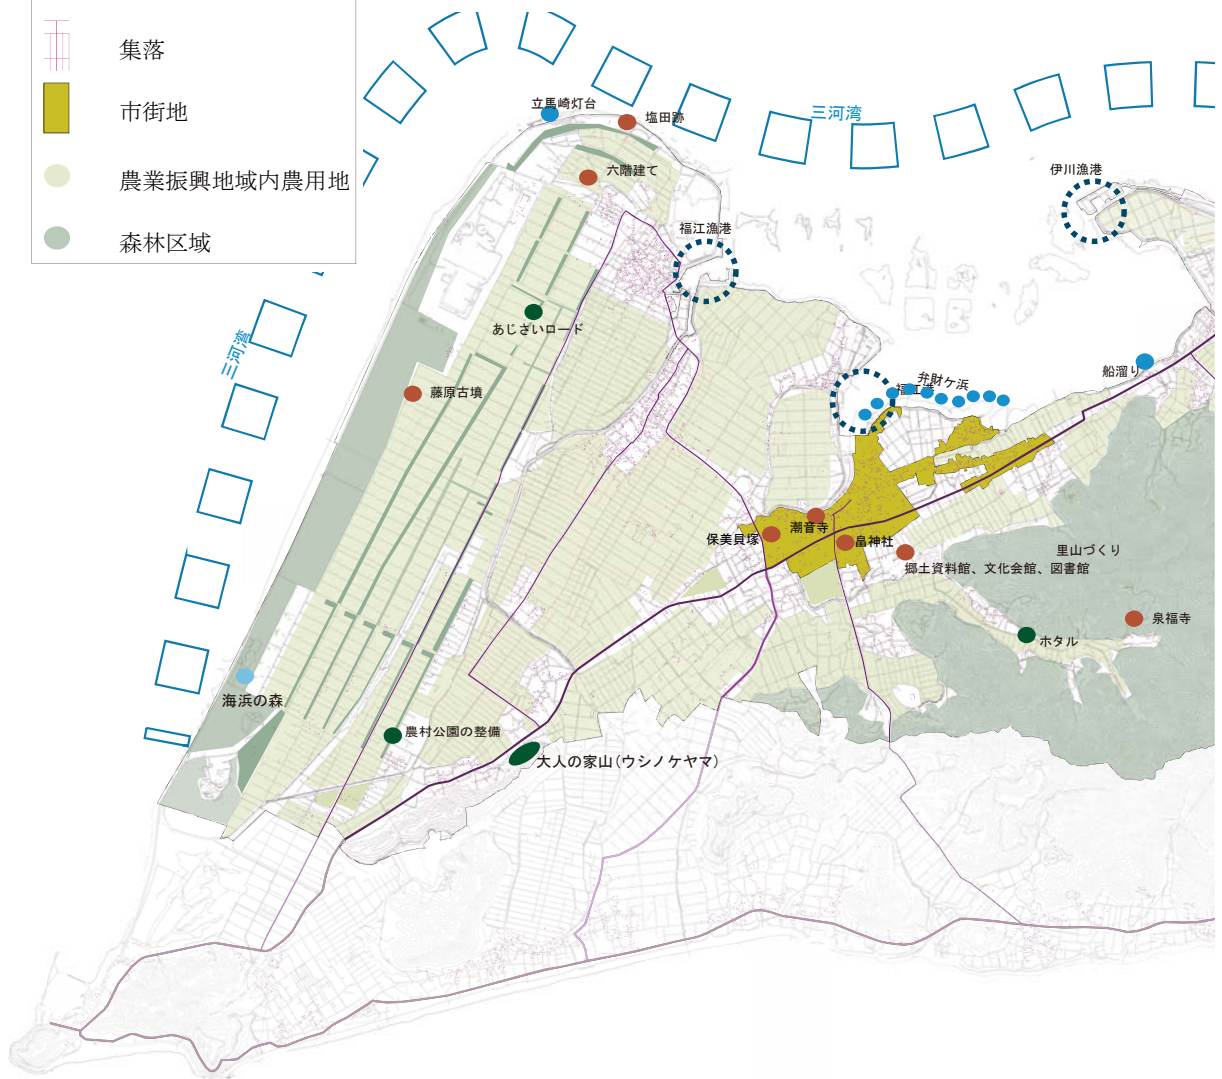 集落
市街地
農業振興地域内農用地
森林区域
立馬崎灯台
塩田跡
三河湾
六階建て
伊川漁港
福江漁港
あじさいロード
三河湾
藤原古墳
船溜り
弁財ケ浜
福江港
保美貝塚
潮音寺
畠神社
里山づくり
郷土資料館、文化会館、図書館
泉福寺
ホタル
海浜の森
農村公園の整備
大人の家山(ウシノケヤマ)